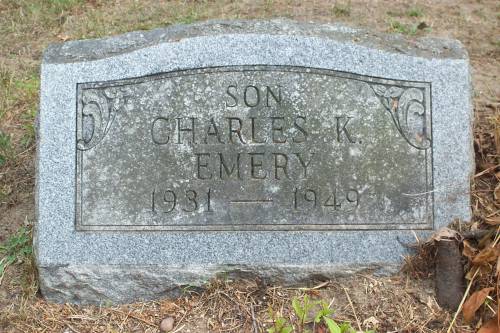 SON
CHARLES K.
EMERY
1931 — 1949